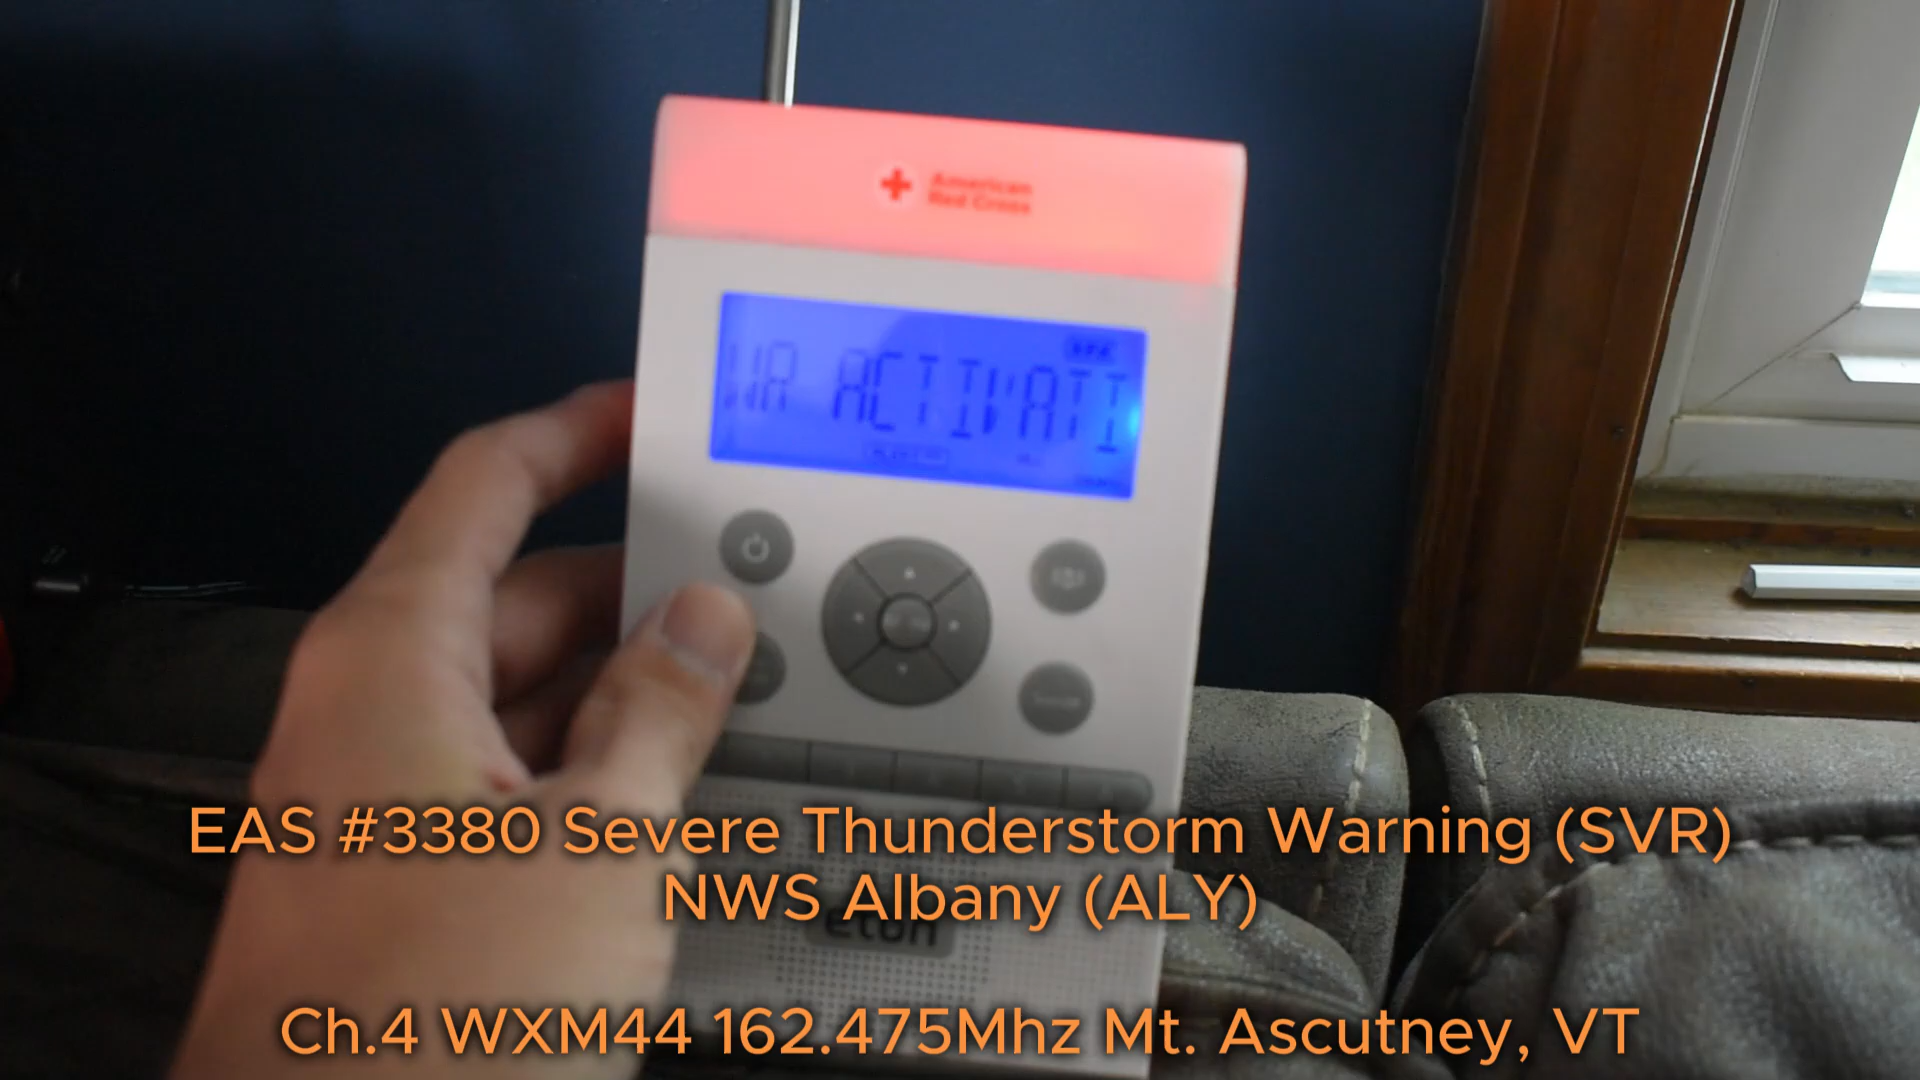 American
Red Cross
WR ACTIVATI
EAS #3380 Severe Thunderstorm Warning (SVR)
NWS Albany (ALY)
etón
Ch.4 WXM44 162.475Mhz Mt. Ascutney, VT